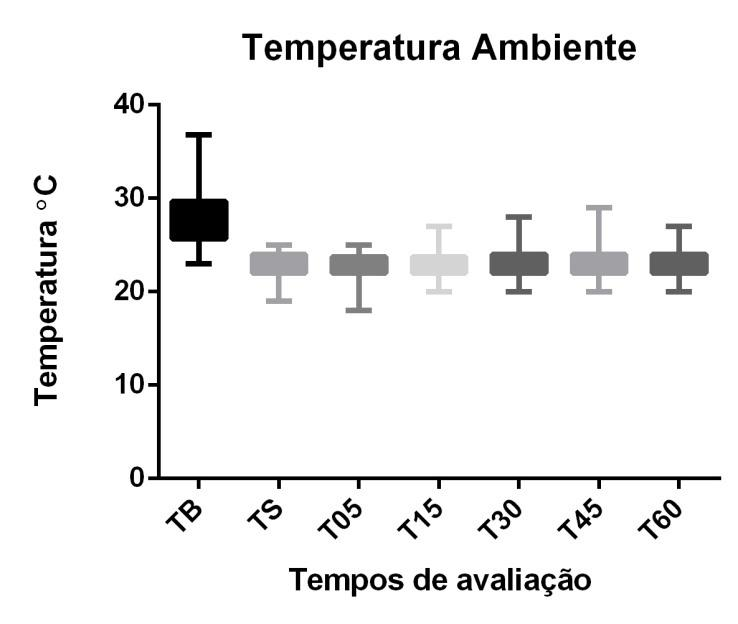 Temperatura Ambiente
Temperatura °C
40
30
20
10
0
TB
TS
T05
T15
T30
T45
T60
Tempos de avaliação